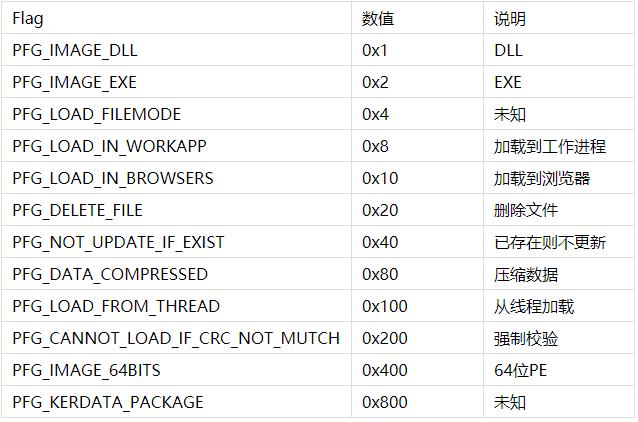 Flag 数值 说明
PFG_IMAGE_DLL 0x1 DLL
PFG_IMAGE_EXE 0x2 EXE
PFG_LOAD_FILEMODE 0x4 未知
PFG_LOAD_IN_WORKAPP 0x8 加载到工作进程
PFG_LOAD_IN_BROWSERS 0x10 加载到浏览器
PFG_DELETE_FILE 0x20 删除文件
PFG_NOT_UPDATE_IF_EXIST 0x40 已存在则不更新
PFG_DATA_COMPRESSED 0x80 压缩数据
PFG_LOAD_FROM_THREAD 0x100 从线程加载
PFG_CANNOT_LOAD_IF_CRC_NOT_MUTCH 0x200 强制校验
PFG_IMAGE_64BITS 0x400 64位PE
PFG_KERDATA_PACKAGE 0x800 未知